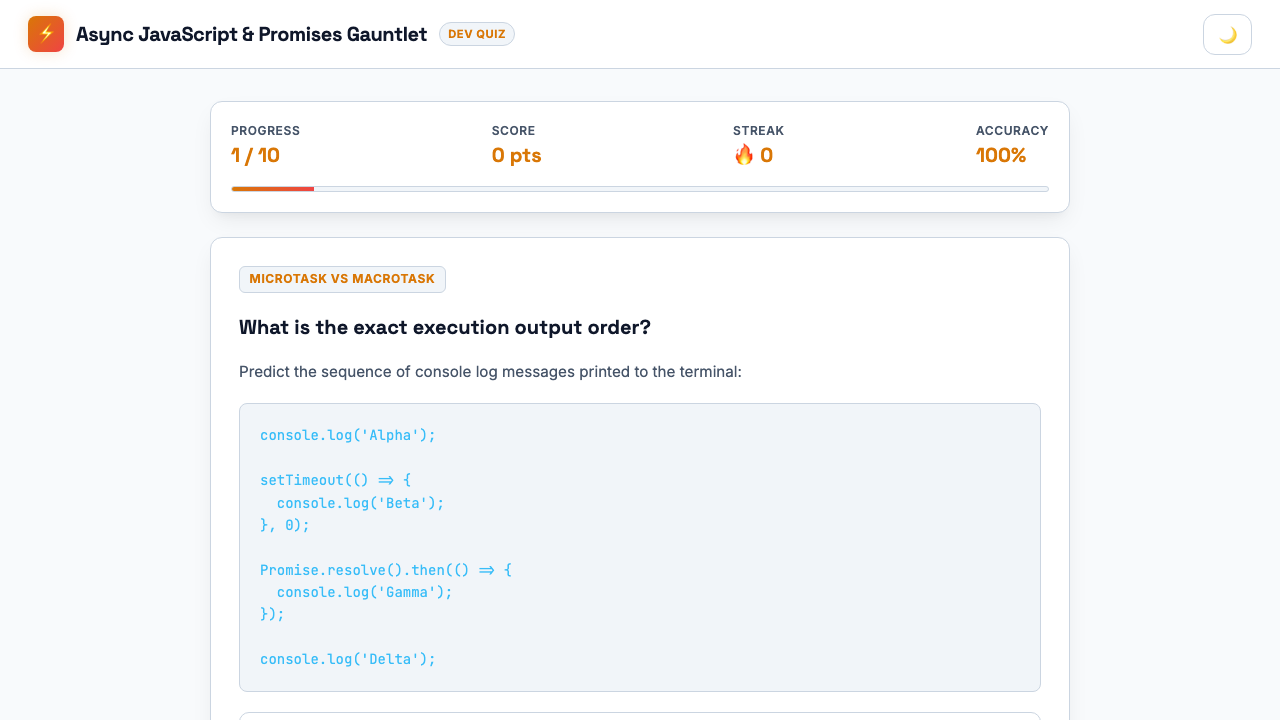 Async JavaScript & Promises Gauntlet
DEV QUIZ
PROGRESS
1 / 10
SCORE
0 pts
STREAK
🔥 0
ACCURACY
100%
MICROTASK VS MACROTASK
What is the exact execution output order?
Predict the sequence of console log messages printed to the terminal:
console.log('Alpha');
setTimeout(() => {
  console.log('Beta');
}, 0);
Promise.resolve().then(() => {
  console.log('Gamma');
});
console.log('Delta');